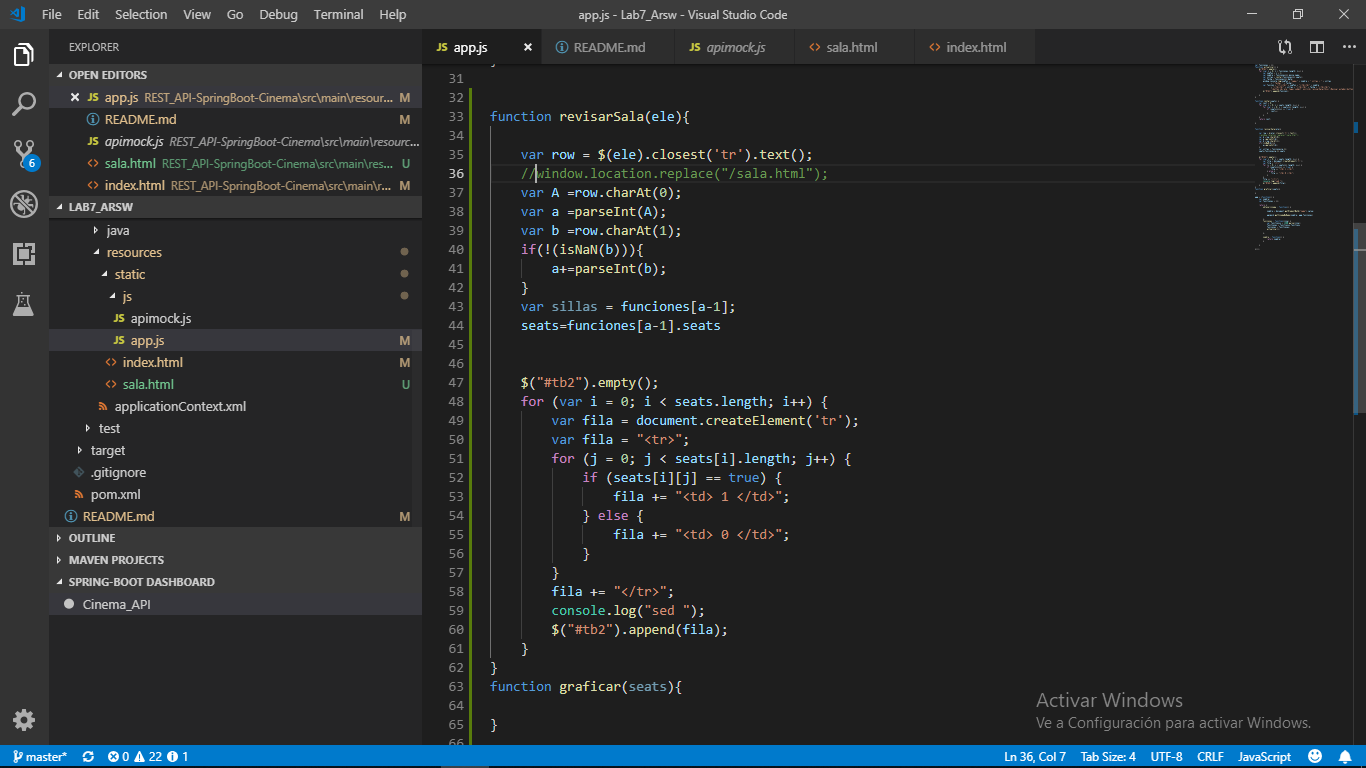 File Edit Selection View Go Debug Terminal Help
app.js - Lab7_Arsw - Visual Studio Code
EXPLORER
OPEN EDITORS
JS app.js REST_API-SpringBoot-Cinema\src\main\resour... M
README.md M
JS apimock.js REST_API-SpringBoot-Cinema\src\main\resourc...
<> sala.html REST_API-SpringBoot-Cinema\src\main\res... U
<> index.html REST_API-SpringBoot-Cinema\src\main\r... M
6
LAB7_ARSW
java
resources
static
js
JS apimock.js
JS app.js M
<> index.html M
<> sala.html U
applicationContext.xml
test
target
.gitignore
pom.xml
README.md M
OUTLINE
MAVEN PROJECTS
SPRING-BOOT DASHBOARD
Cinema_API
JS app.js
README.md
JS apimock.js
<> sala.html
<> index.html
31
32
33 function revisarSala(ele){
34
35 var row = $(ele).closest('tr').text();
36 //window.location.replace("/sala.html");
37 var A =row.charAt(0);
38 var a =parseInt(A);
39 var b =row.charAt(1);
40 if(!(isNaN(b))){
41 a+=parseInt(b);
42 }
43 var sillas = funciones[a-1];
44 seats=funciones[a-1].seats
45
46
47 $("#tb2").empty();
48 for (var i = 0; i < seats.length; i++) {
49 var fila = document.createElement('tr');
50 var fila = "<tr>";
51 for (j = 0; j < seats[i].length; j++) {
52 if (seats[i][j] == true) {
53 fila += "<td> 1 </td>";
54 } else {
55 fila += "<td> 0 </td>";
56 }
57 }
58 fila += "</tr>";
59 console.log("sed ");
60 $("#tb2").append(fila);
61 }
62 }
63 function graficar(seats){
64
65 }
66
Activar Windows
Ve a Configuración para activar Windows.
master* 0 22 1
Ln 36, Col 7 Tab Size: 4 UTF-8 CRLF JavaScript